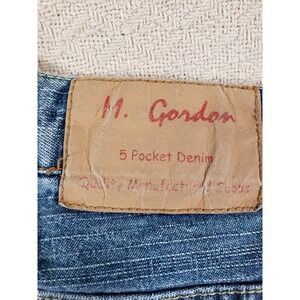 M. Gordon
5 Pocket Denim
Quality Manufactured Goods